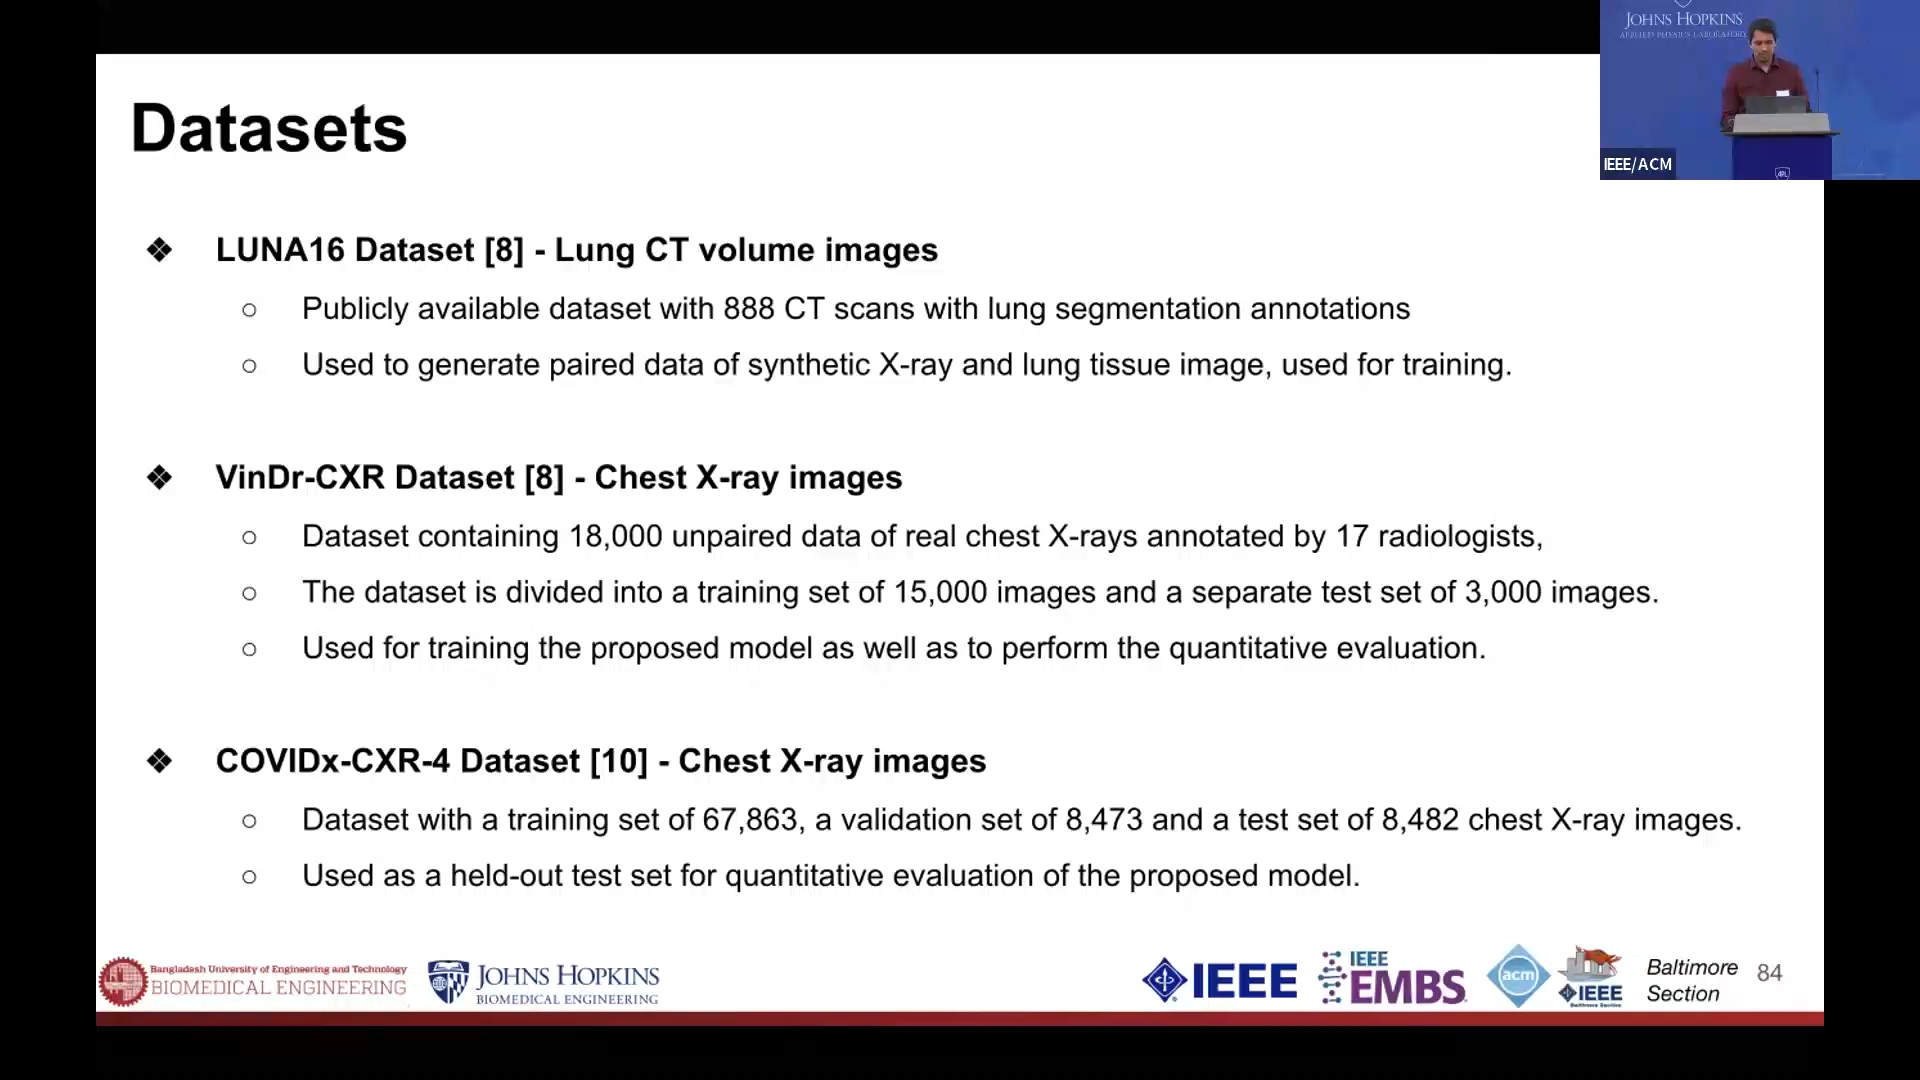 Datasets
❖ LUNA16 Dataset [8] - Lung CT volume images
○ Publicly available dataset with 888 CT scans with lung segmentation annotations
○ Used to generate paired data of synthetic X-ray and lung tissue image, used for training.
❖ VinDr-CXR Dataset [8] - Chest X-ray images
○ Dataset containing 18,000 unpaired data of real chest X-rays annotated by 17 radiologists,
○ The dataset is divided into a training set of 15,000 images and a separate test set of 3,000 images.
○ Used for training the proposed model as well as to perform the quantitative evaluation.
❖ COVIDx-CXR-4 Dataset [10] - Chest X-ray images
○ Dataset with a training set of 67,863, a validation set of 8,473 and a test set of 8,482 chest X-ray images.
○ Used as a held-out test set for quantitative evaluation of the proposed model.
JOHNS HOPKINS
APPLIED PHYSICS LABORATORY
IEEE/ACM
APL
Bangladesh University of Engineering and Technology
BIOMEDICAL ENGINEERING
JOHNS HOPKINS
BIOMEDICAL ENGINEERING
IEEE
IEEE
EMBS
acm
IEEE
Baltimore Section
Baltimore
Section
84